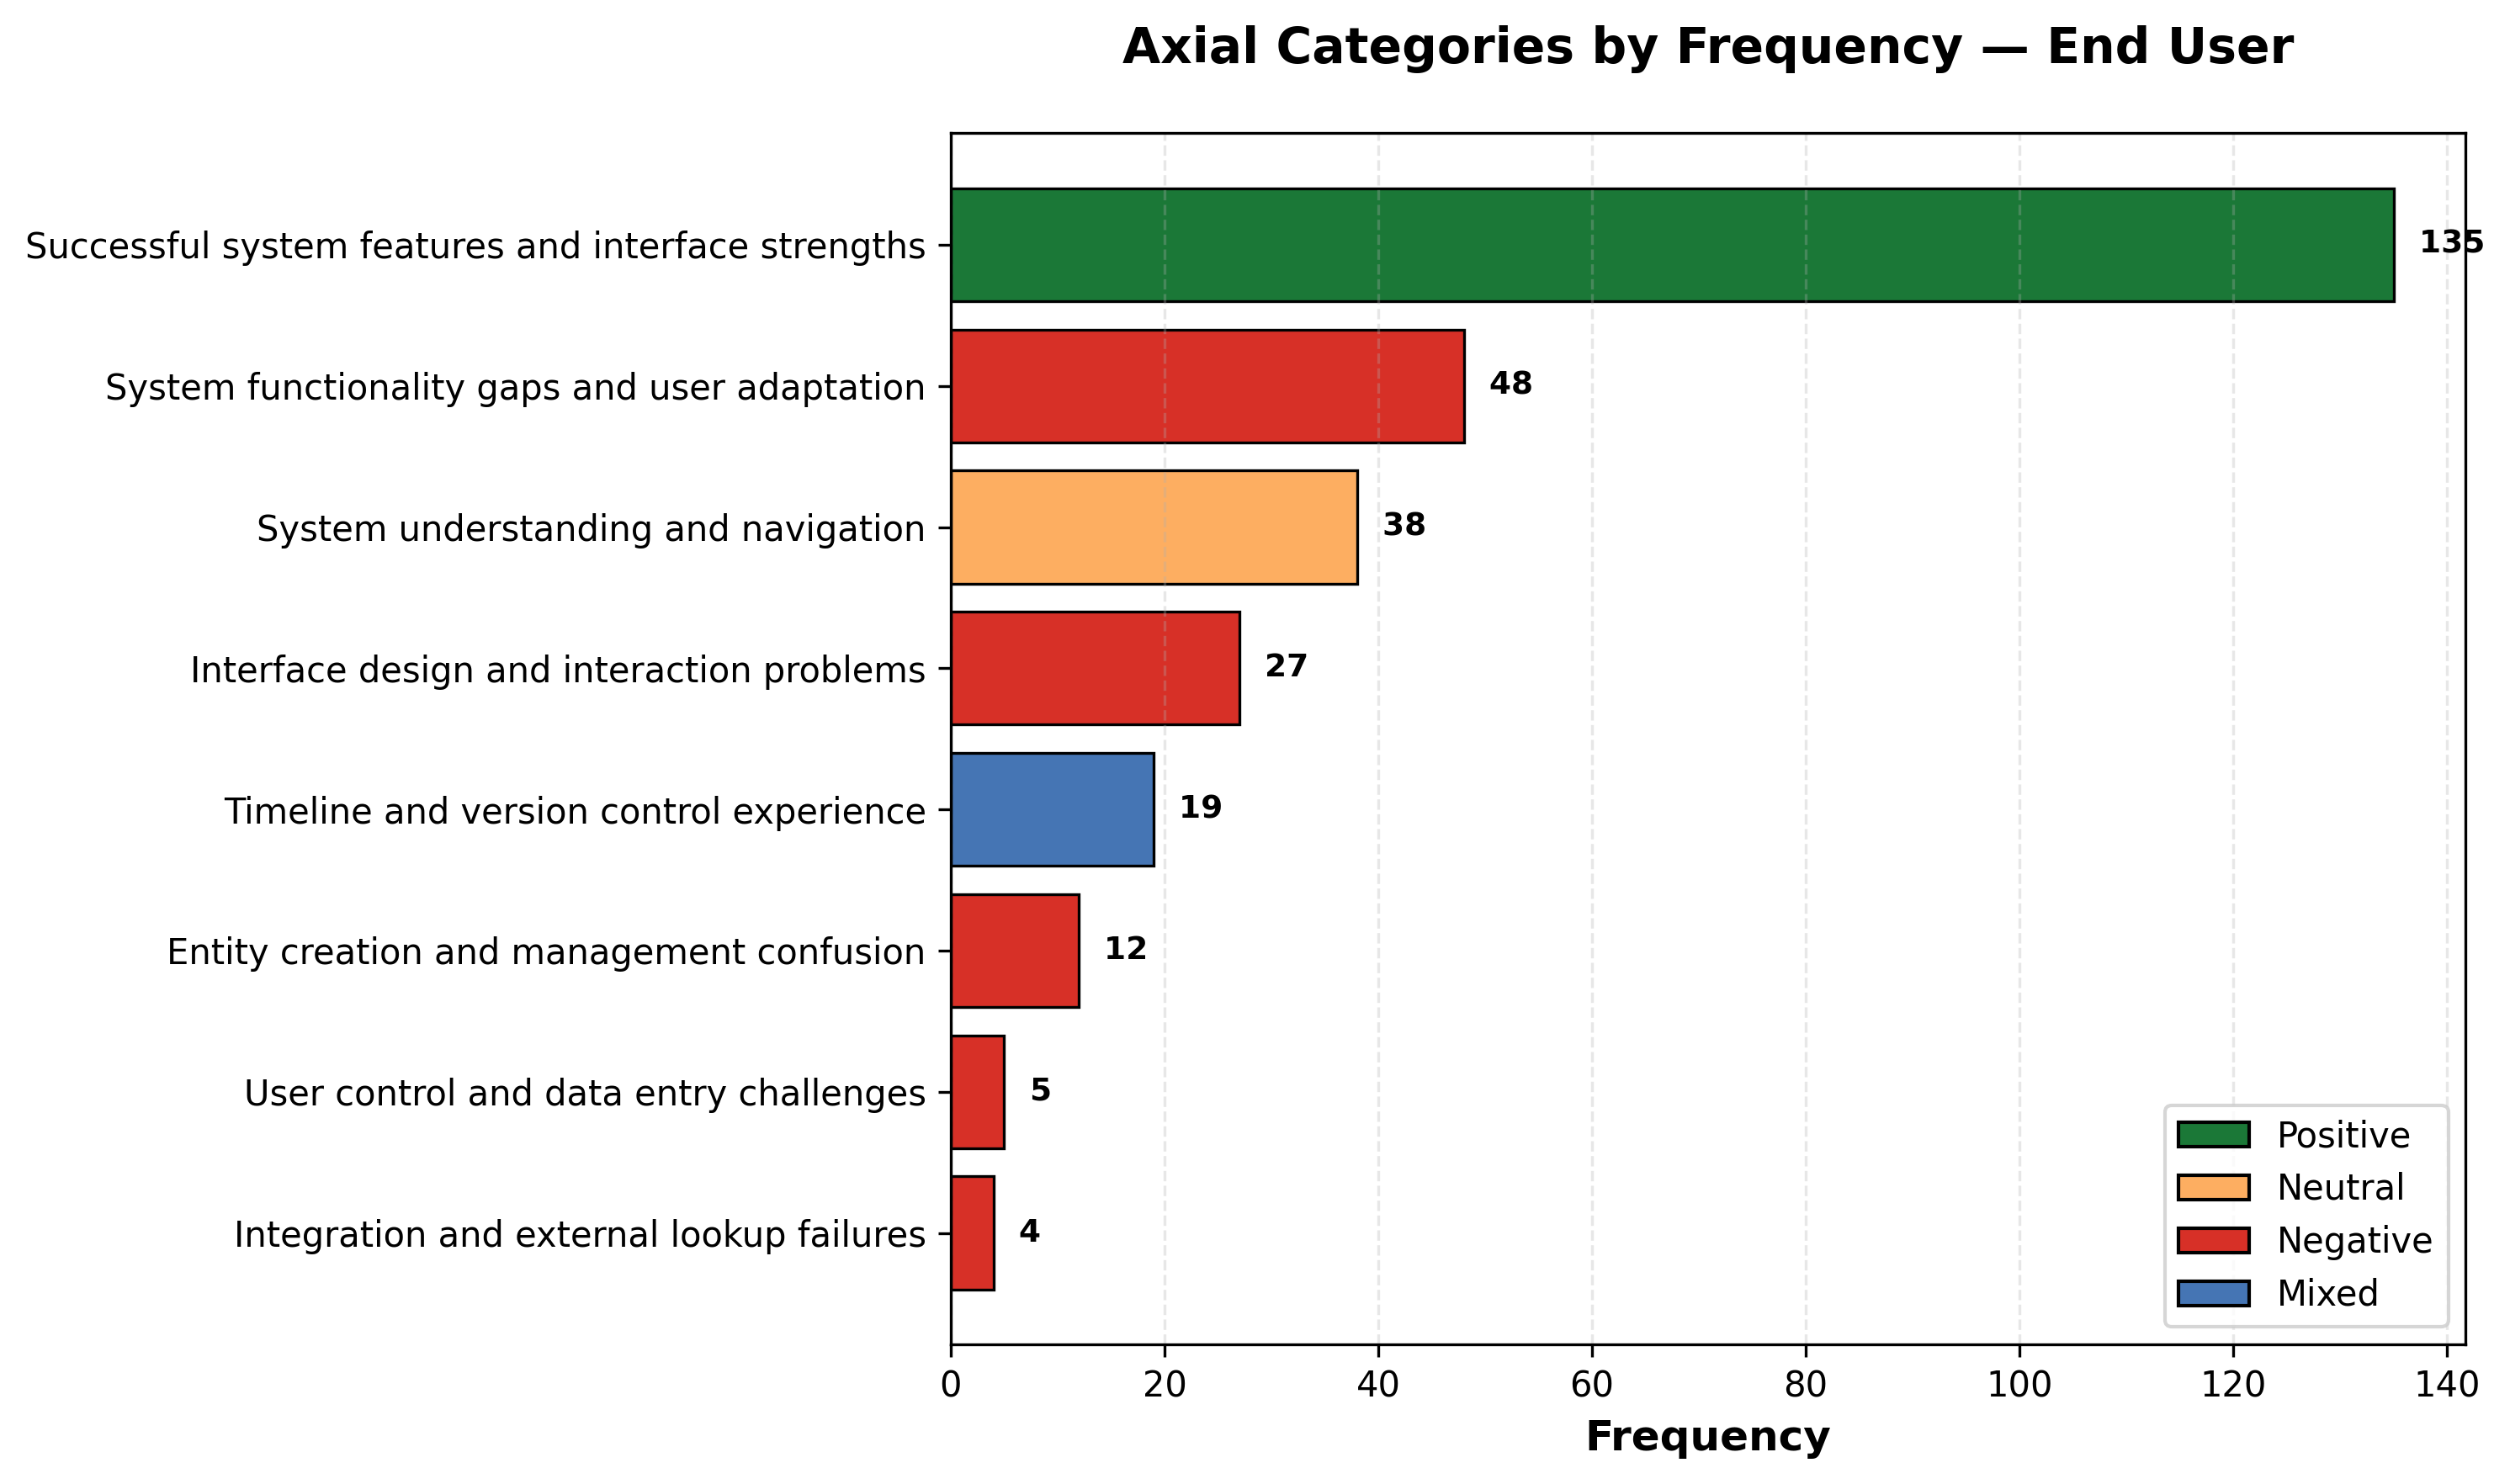 Axial Categories by Frequency — End User
Successful system features and interface strengths
135
System functionality gaps and user adaptation
48
System understanding and navigation
38
Interface design and interaction problems
27
Timeline and version control experience
19
Entity creation and management confusion
12
User control and data entry challenges
5
Integration and external lookup failures
4
Positive
Neutral
Negative
Mixed
0 20 40 60 80 100 120 140
Frequency